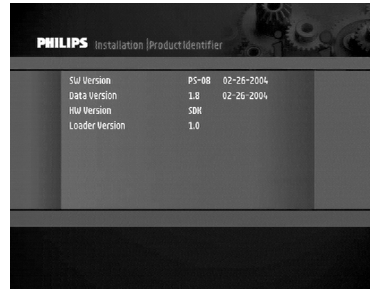 PHILIPS Installation |Product Identifier
SW Version PS-08 02-26-2004
Data Version 1.8 02-26-2004
HW Version SDK
Loader Version 1.0